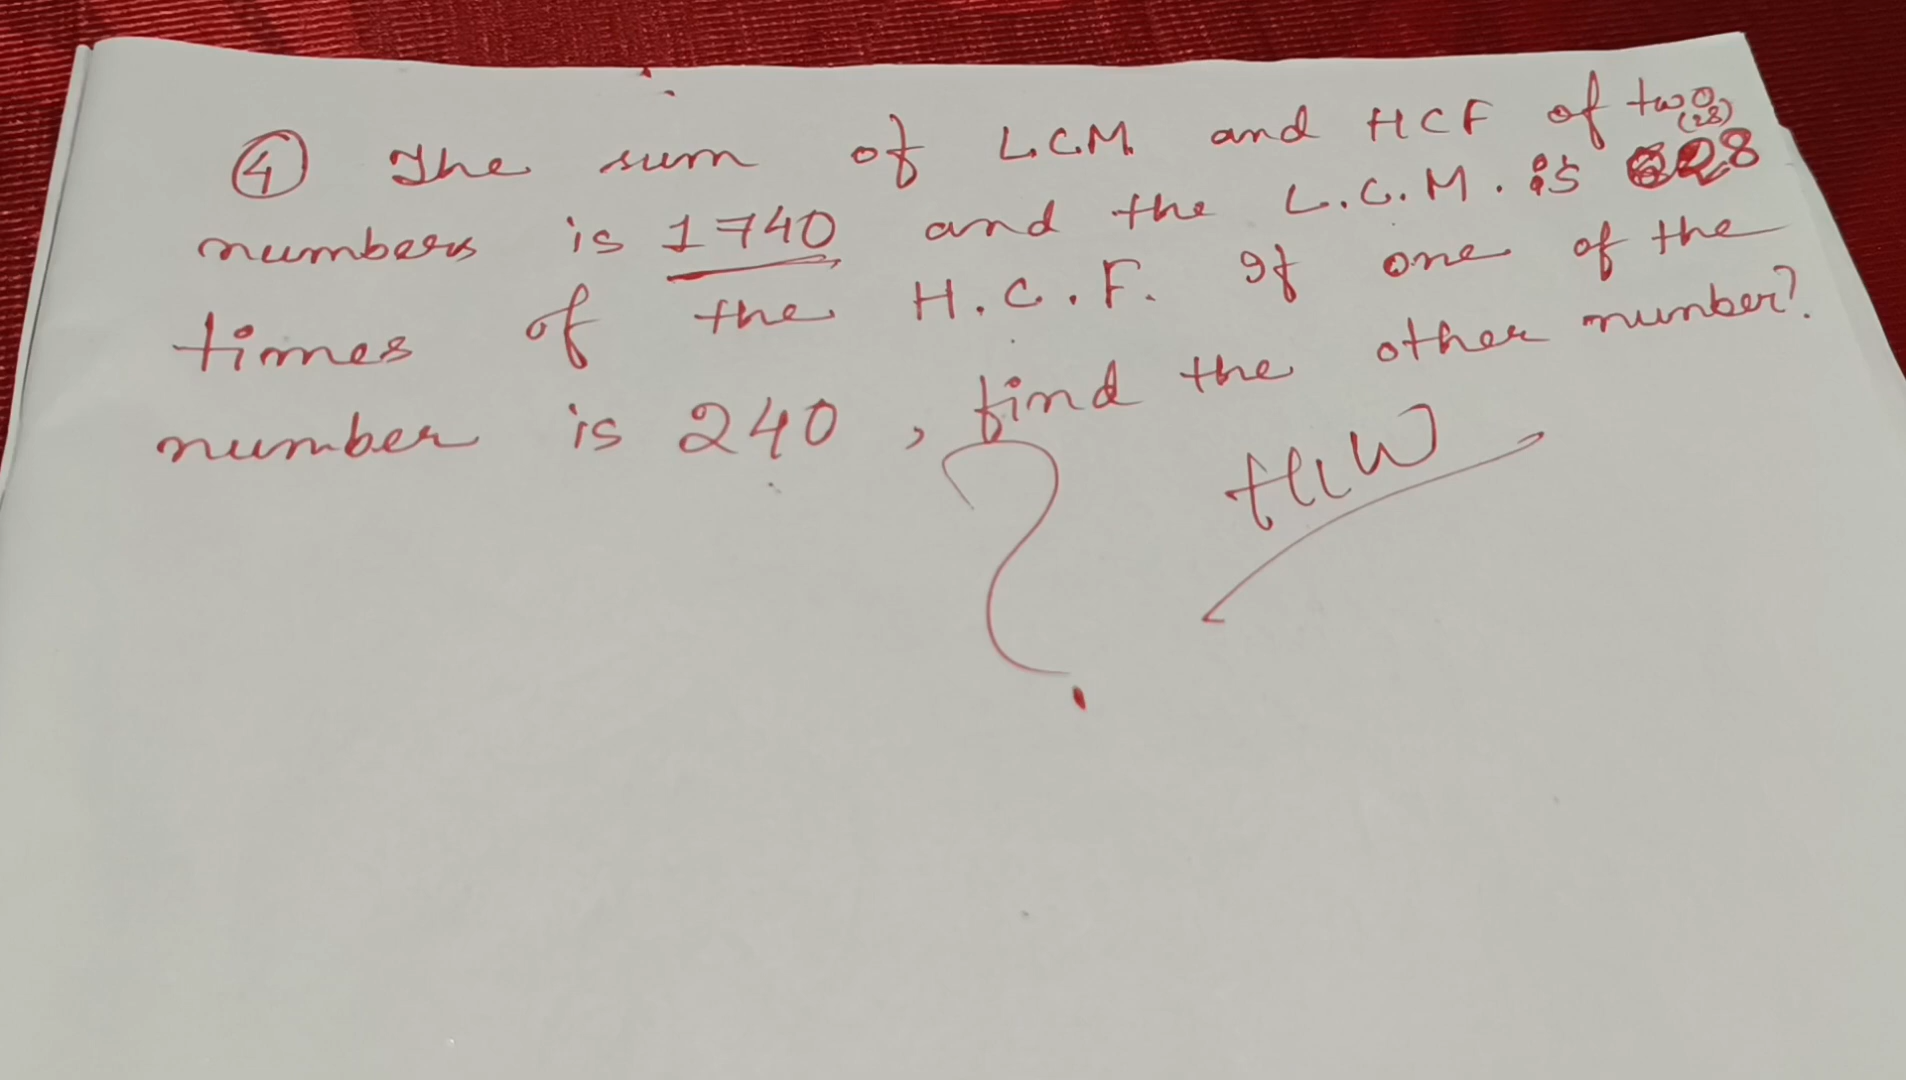 ④ The sum of L.C.M. and HCF of two
numbers is 1740 and the L.C.M. is 28 (28)
times of the H.C.F. If one of the
number is 240, find the other number?
?
H.W